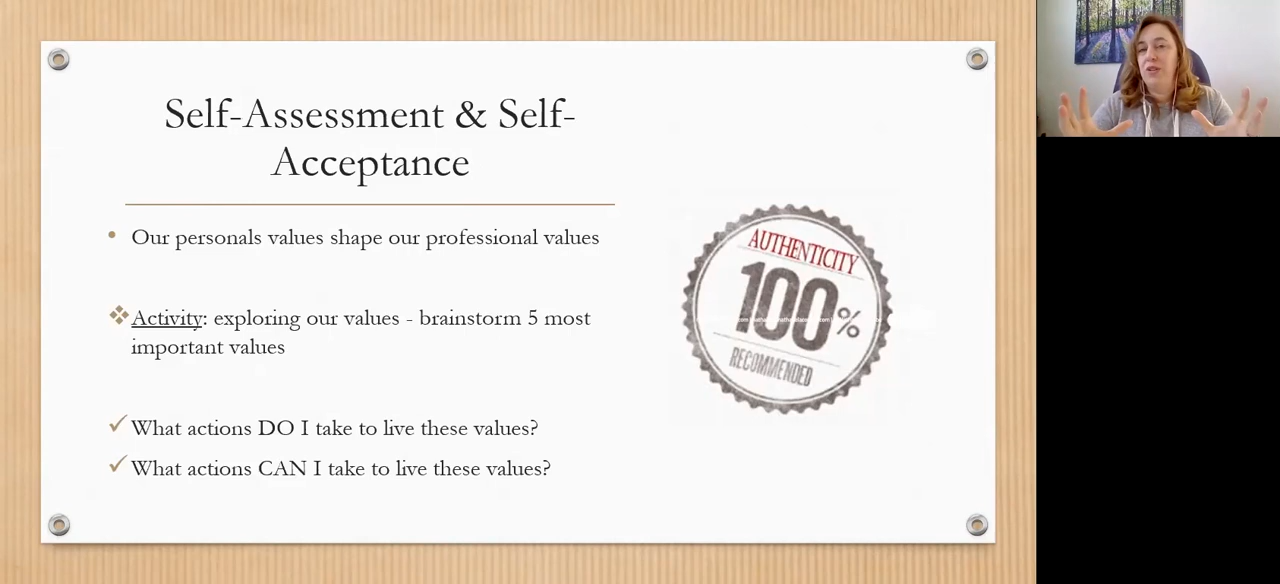 Self-Assessment & Self-
Acceptance
Our personals values shape our professional values
Activity: exploring our values - brainstorm 5 most
important values
What actions DO I take to live these values?
What actions CAN I take to live these values?
AUTHENTICITY
100%
RECOMMENDED